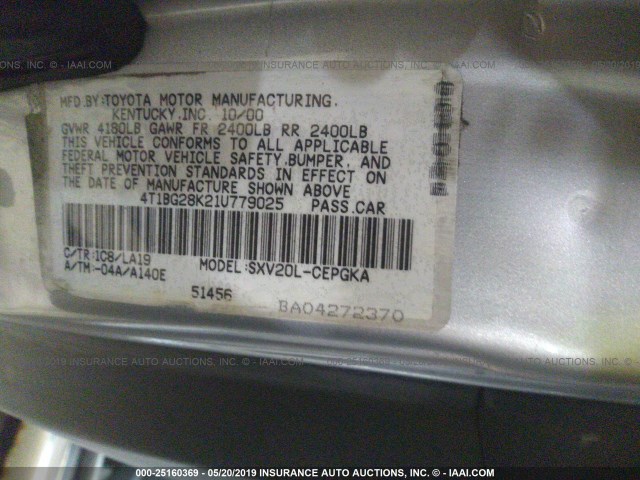 MFD.BY:TOYOTA MOTOR MANUFACTURING.
KENTUCKY.INC. 10/00
GVWR 4180LB GAWR FR 2400LB RR 2400LB
THIS VEHICLE CONFORMS TO ALL APPLICABLE
FEDERAL MOTOR VEHICLE SAFETY,BUMPER, AND
THEFT PREVENTION STANDARDS IN EFFECT ON
THE DATE OF MANUFACTURE SHOWN ABOVE
4T1BG28K21U779025 PASS.CAR
C/TR:1C8/LA19
A/TM:-04A/A140E
MODEL:SXV20L-CEPGKA
51456
BA04272370
000-25160369 - 05/20/2019 INSURANCE AUTO AUCTIONS, INC. - © IAAI.COM